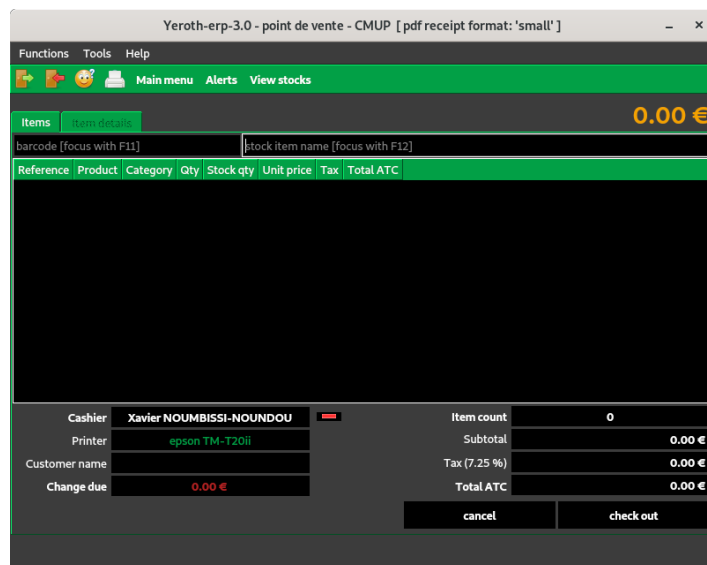 Yeroth-erp-3.0 - point de vente - CMUP [ pdf receipt format: 'small' ]
Functions Tools Help
Main menu Alerts View stocks
Items Item details 0.00 €
barcode [focus with F11] stock item name [focus with F12]
Reference Product Category Qty Stock qty Unit price Tax Total ATC
Cashier Xavier NOUMBISSI-NOUNDOU Item count 0
Printer epson TM-T20ii Subtotal 0.00 €
Customer name Tax (7.25 %) 0.00 €
Change due 0.00 € Total ATC 0.00 €
cancel check out